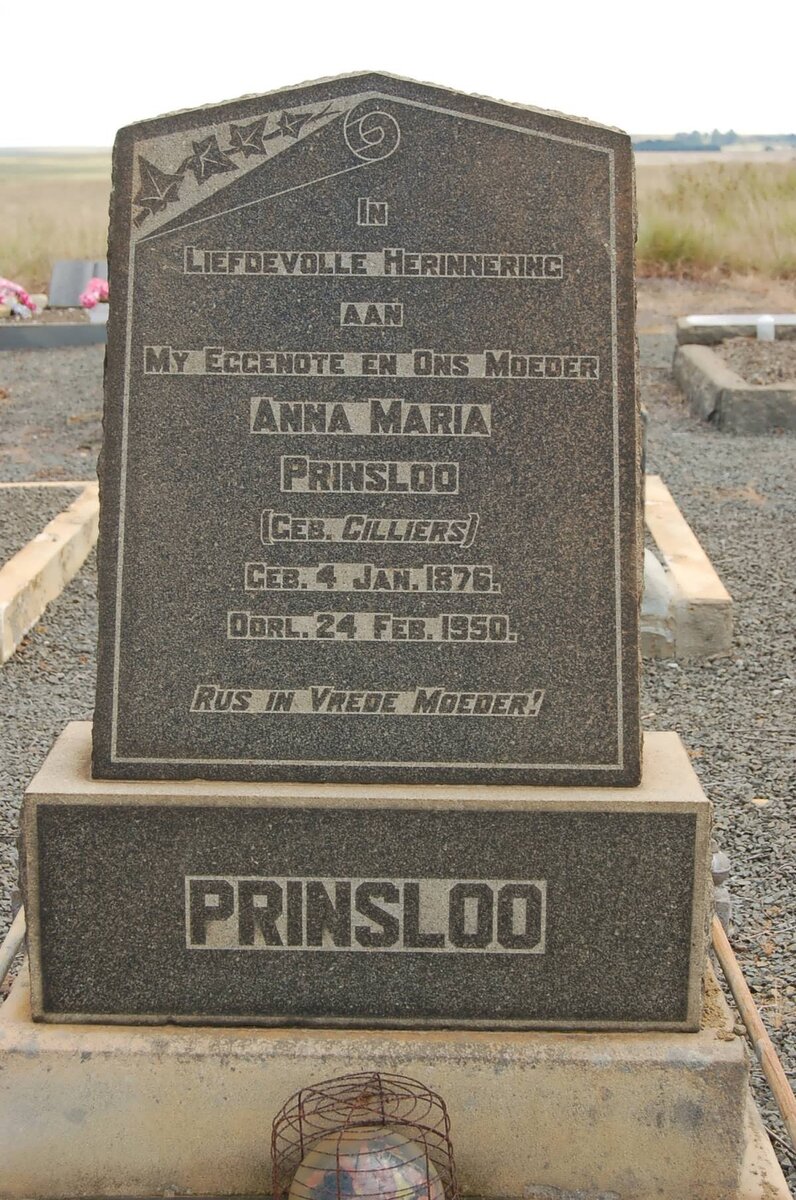 In
Liefdevolle Herinnering
aan
My Eggenote en Ons Moeder
Anna Maria
Prinsloo
(Geb. Cilliers)
Geb. 4 Jan. 1876.
Oorl. 24 Feb. 1950.
Rus in Vrede Moeder!
PRINSLOO